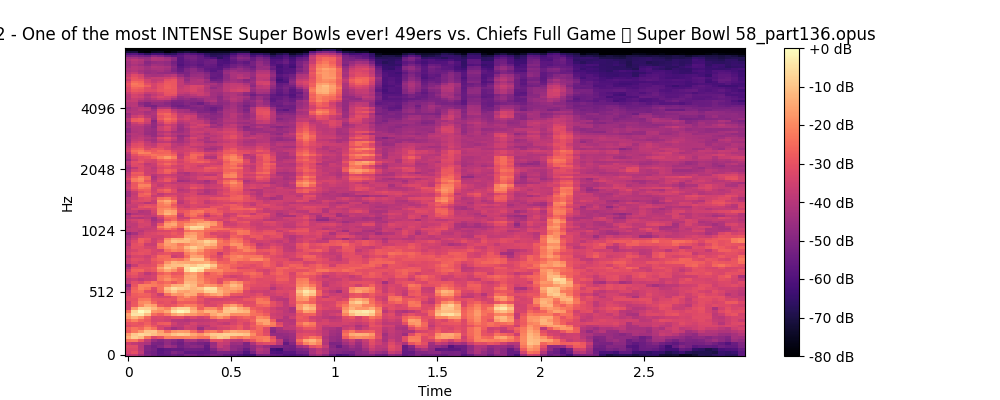 2 - One of the most INTENSE Super Bowls ever! 49ers vs. Chiefs Full Game  Super Bowl 58_part136.opus
Hz
4096
2048
1024
512
0
0 0.5 1 1.5 2 2.5
Time
+0 dB
-10 dB
-20 dB
-30 dB
-40 dB
-50 dB
-60 dB
-70 dB
-80 dB